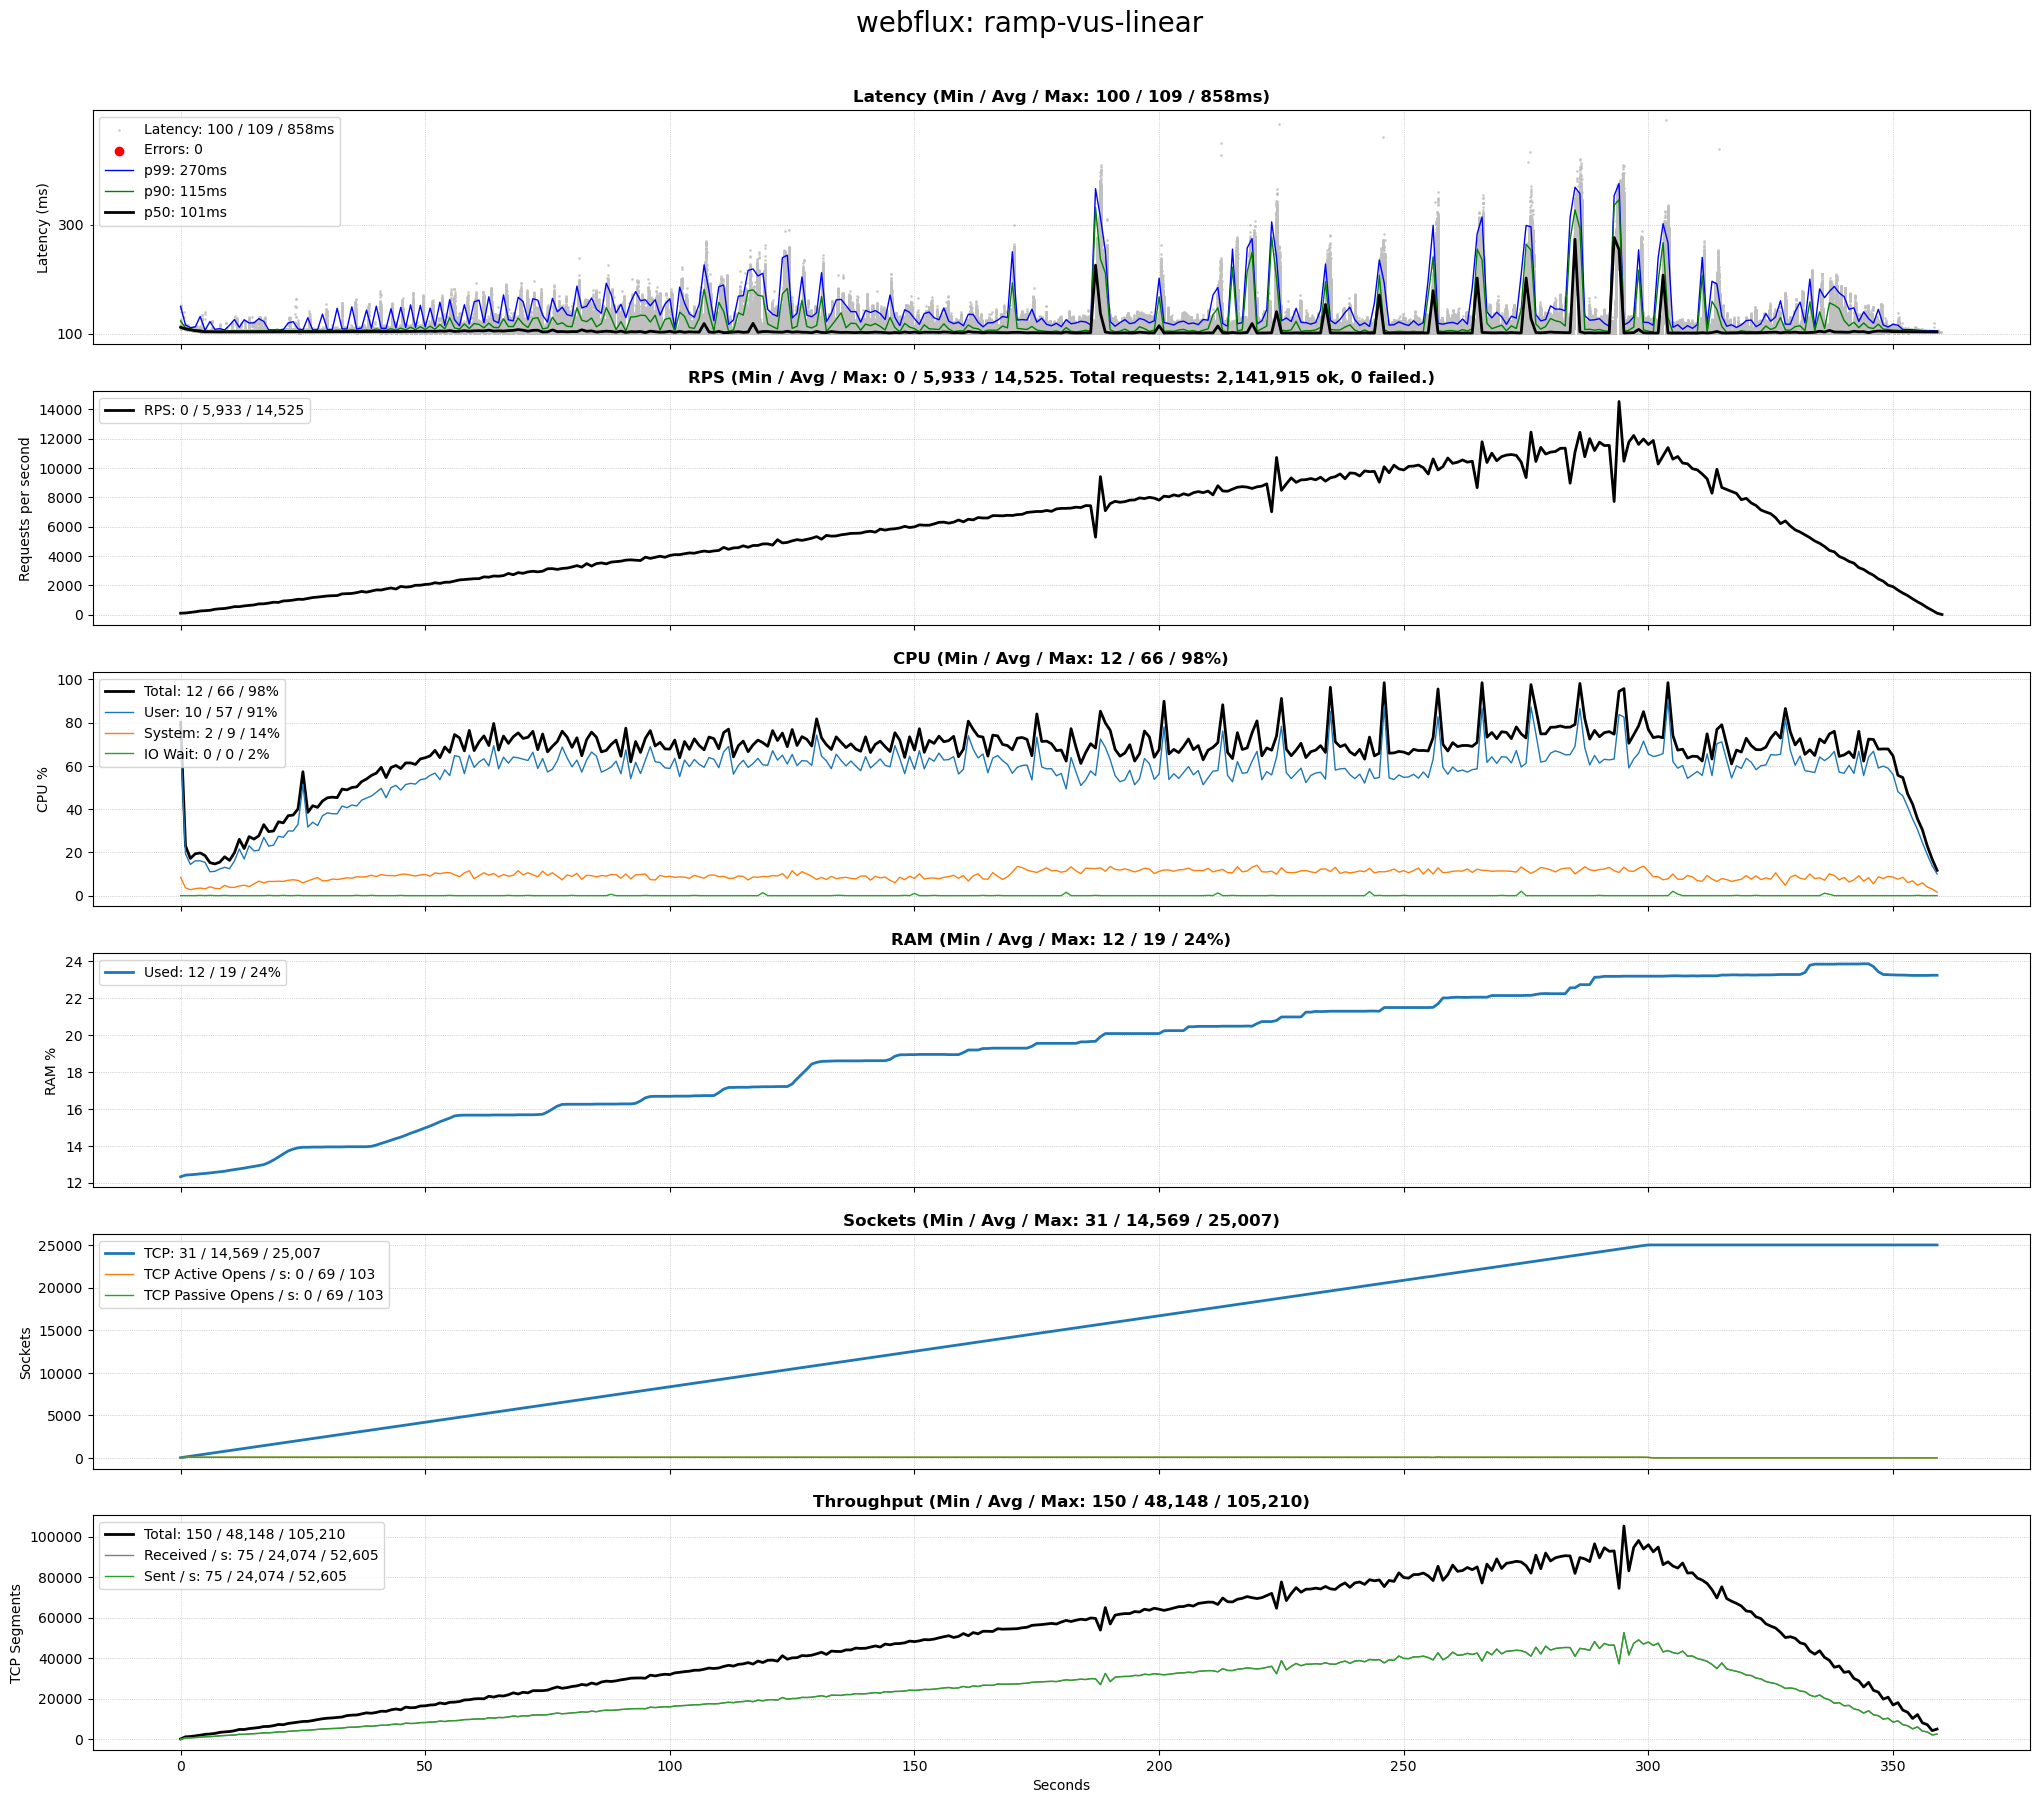 webflux: ramp-vus-linear
Latency (Min / Avg / Max: 100 / 109 / 858ms)
Latency (ms)
300
100
Latency: 100 / 109 / 858ms
Errors: 0
p99: 270ms
p90: 115ms
p50: 101ms
RPS (Min / Avg / Max: 0 / 5,933 / 14,525. Total requests: 2,141,915 ok, 0 failed.)
Requests per second
14000
12000
10000
8000
6000
4000
2000
0
RPS: 0 / 5,933 / 14,525
CPU (Min / Avg / Max: 12 / 66 / 98%)
CPU %
100
80
60
40
20
0
Total: 12 / 66 / 98%
User: 10 / 57 / 91%
System: 2 / 9 / 14%
IO Wait: 0 / 0 / 2%
RAM (Min / Avg / Max: 12 / 19 / 24%)
RAM %
24
22
20
18
16
14
12
Used: 12 / 19 / 24%
Sockets (Min / Avg / Max: 31 / 14,569 / 25,007)
Sockets
25000
20000
15000
10000
5000
0
TCP: 31 / 14,569 / 25,007
TCP Active Opens / s: 0 / 69 / 103
TCP Passive Opens / s: 0 / 69 / 103
Throughput (Min / Avg / Max: 150 / 48,148 / 105,210)
TCP Segments
100000
80000
60000
40000
20000
0
Total: 150 / 48,148 / 105,210
Received / s: 75 / 24,074 / 52,605
Sent / s: 75 / 24,074 / 52,605
0 50 100 150 200 250 300 350
Seconds